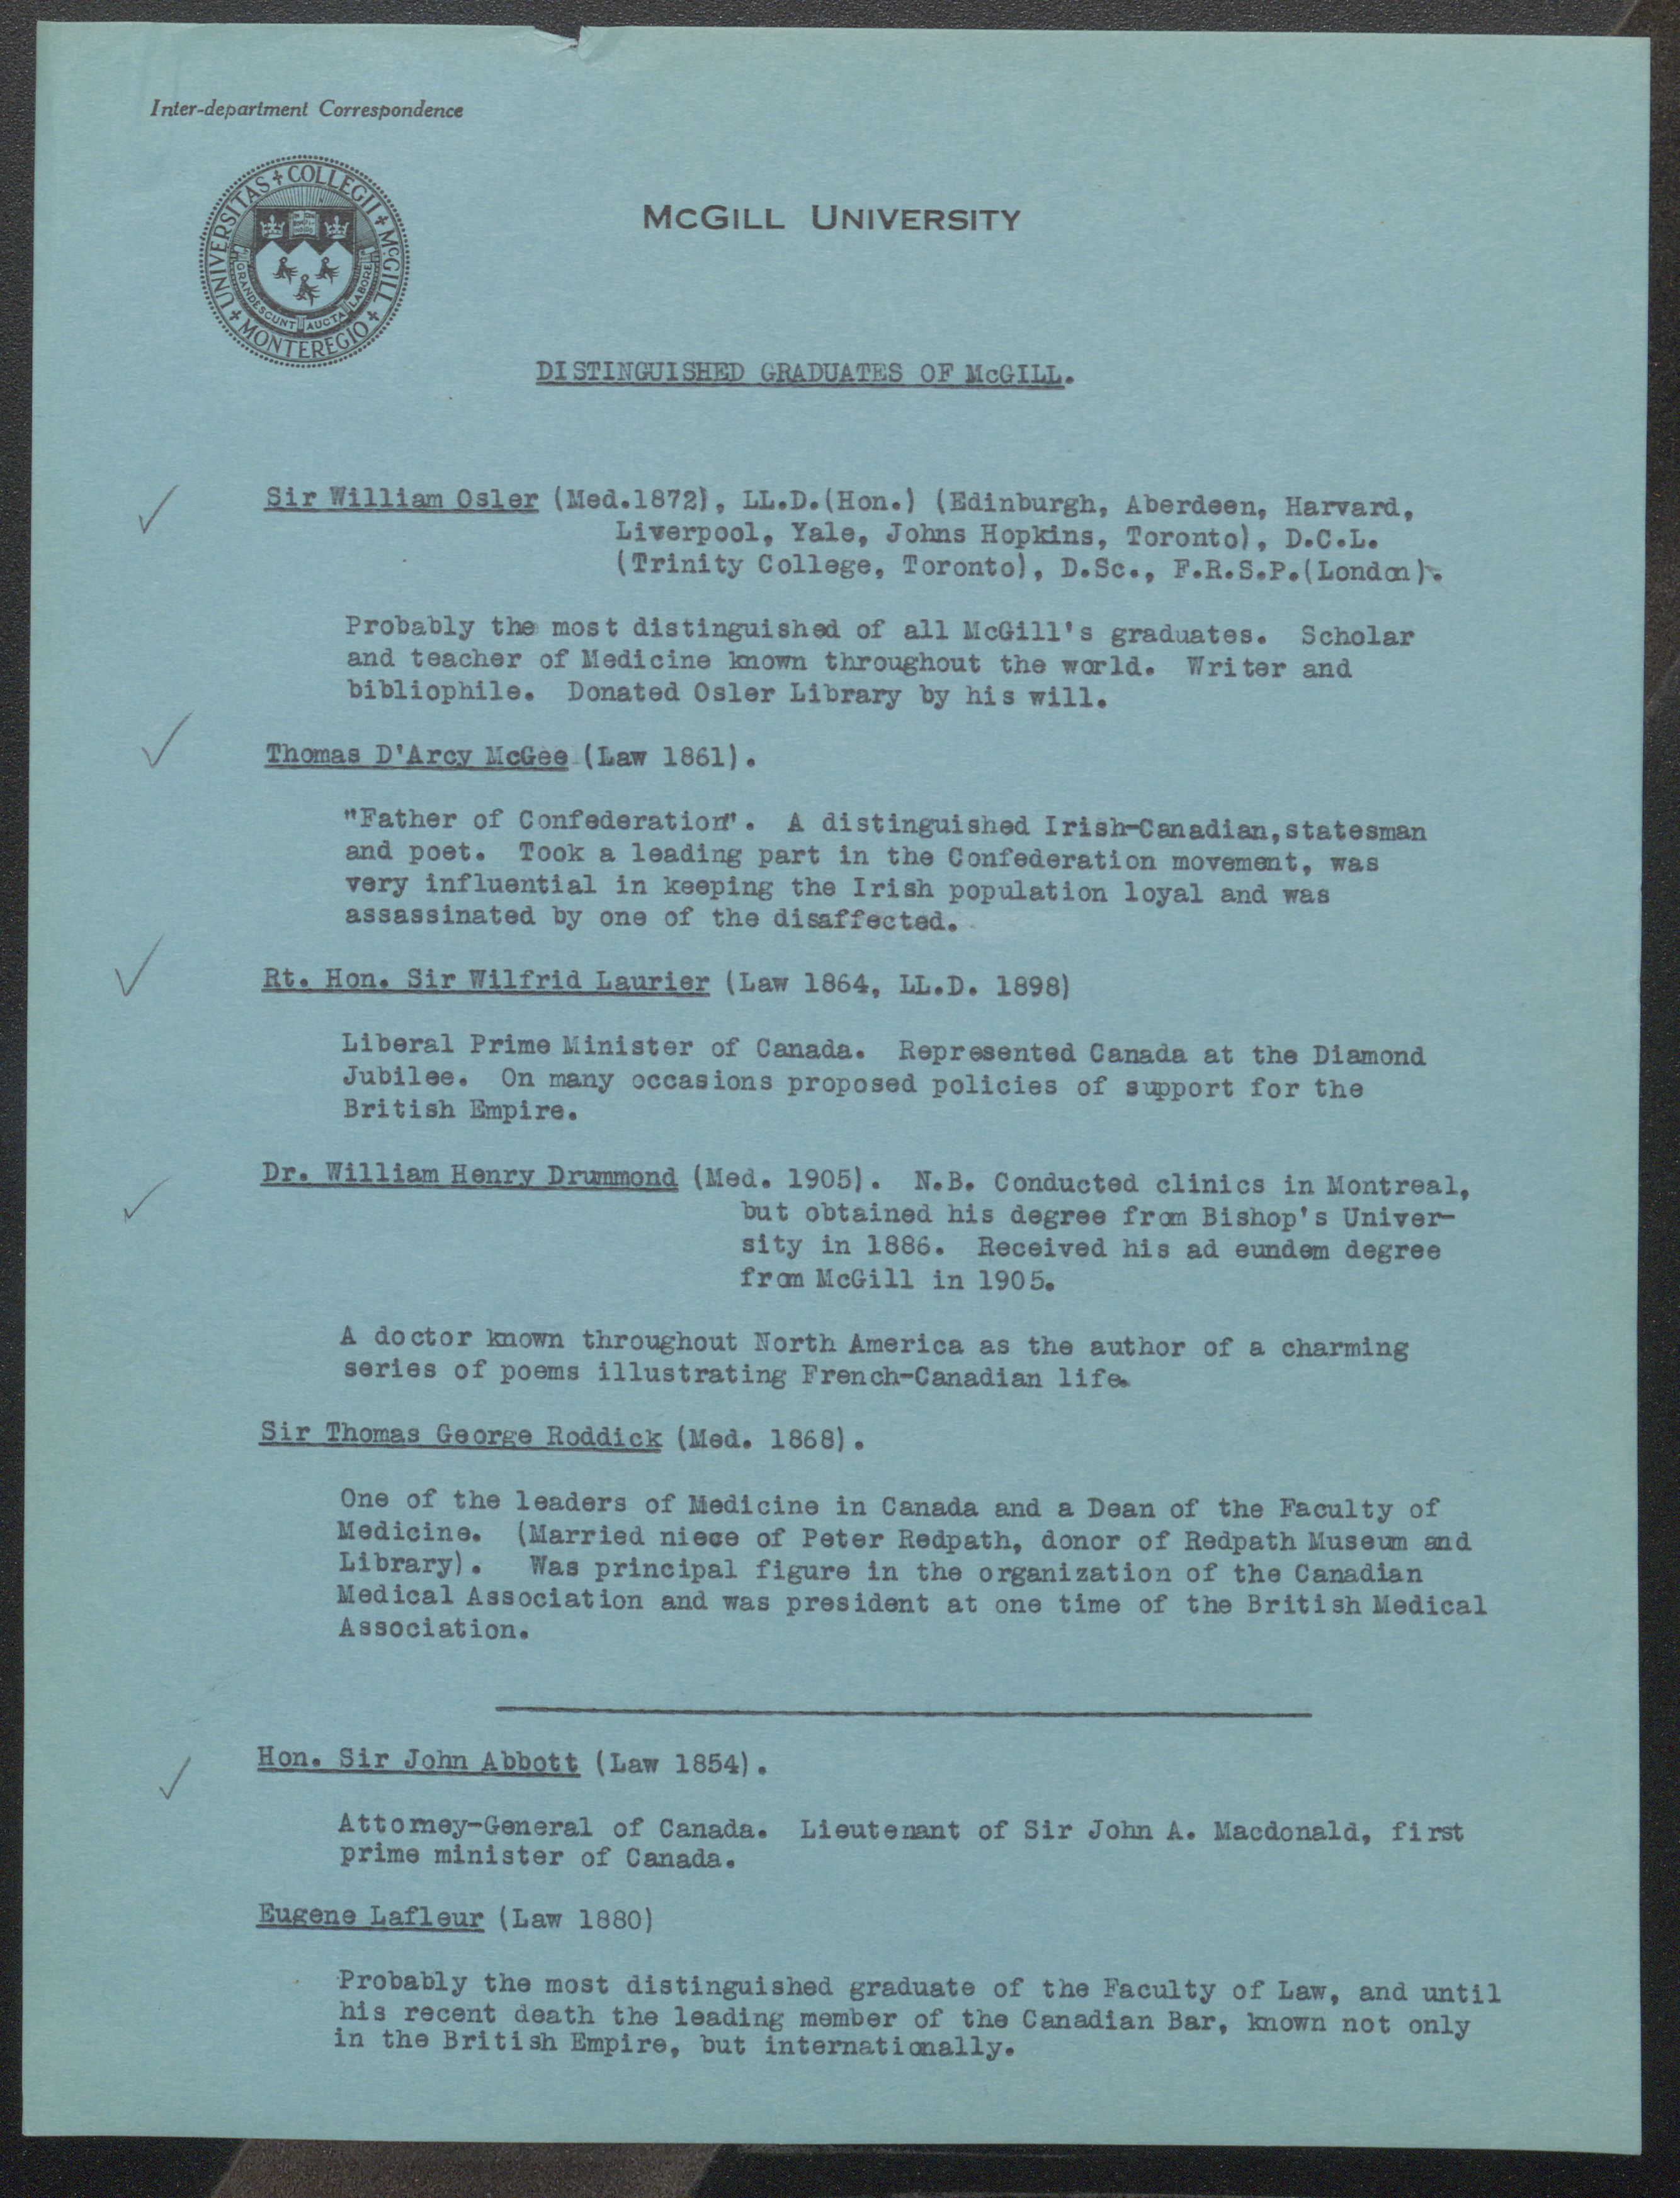 Inter-department Correspondence
UNIVERSITAS + COLLEGII + McGILL + MONTEREGIO +
GRANDESCUNT AUCTA LABORE
McGILL UNIVERSITY
DISTINGUISHED GRADUATES OF McGILL.
Sir William Osler (Med.1872), LL.D.(Hon.) (Edinburgh, Aberdeen, Harvard,
Liverpool, Yale, Johns Hopkins, Toronto), D.C.L.
(Trinity College, Toronto), D.Sc., F.R.S.P.(London).
Probably the most distinguished of all McGill's graduates. Scholar
and teacher of Medicine known throughout the world. Writer and
bibliophile. Donated Osler Library by his will.
Thomas D'Arcy McGee (Law 1861).
"Father of Confederation". A distinguished Irish-Canadian,statesman
and poet. Took a leading part in the Confederation movement, was
very influential in keeping the Irish population loyal and was
assassinated by one of the disaffected.
Rt. Hon. Sir Wilfrid Laurier (Law 1864, LL.D. 1898)
Liberal Prime Minister of Canada. Represented Canada at the Diamond
Jubilee. On many occasions proposed policies of support for the
British Empire.
Dr. William Henry Drummond (Med. 1905). N.B. Conducted clinics in Montreal,
but obtained his degree from Bishop's Univer-
sity in 1886. Received his ad eundem degree
from McGill in 1905.
A doctor known throughout North America as the author of a charming
series of poems illustrating French-Canadian life.
Sir Thomas George Roddick (Med. 1868).
One of the leaders of Medicine in Canada and a Dean of the Faculty of
Medicine. (Married niece of Peter Redpath, donor of Redpath Museum and
Library). Was principal figure in the organization of the Canadian
Medical Association and was president at one time of the British Medical
Association.
Hon. Sir John Abbott (Law 1854).
Attorney-General of Canada. Lieutenant of Sir John A. Macdonald, first
prime minister of Canada.
Eugene Lafleur (Law 1880)
Probably the most distinguished graduate of the Faculty of Law, and until
his recent death the leading member of the Canadian Bar, known not only
in the British Empire, but internationally.